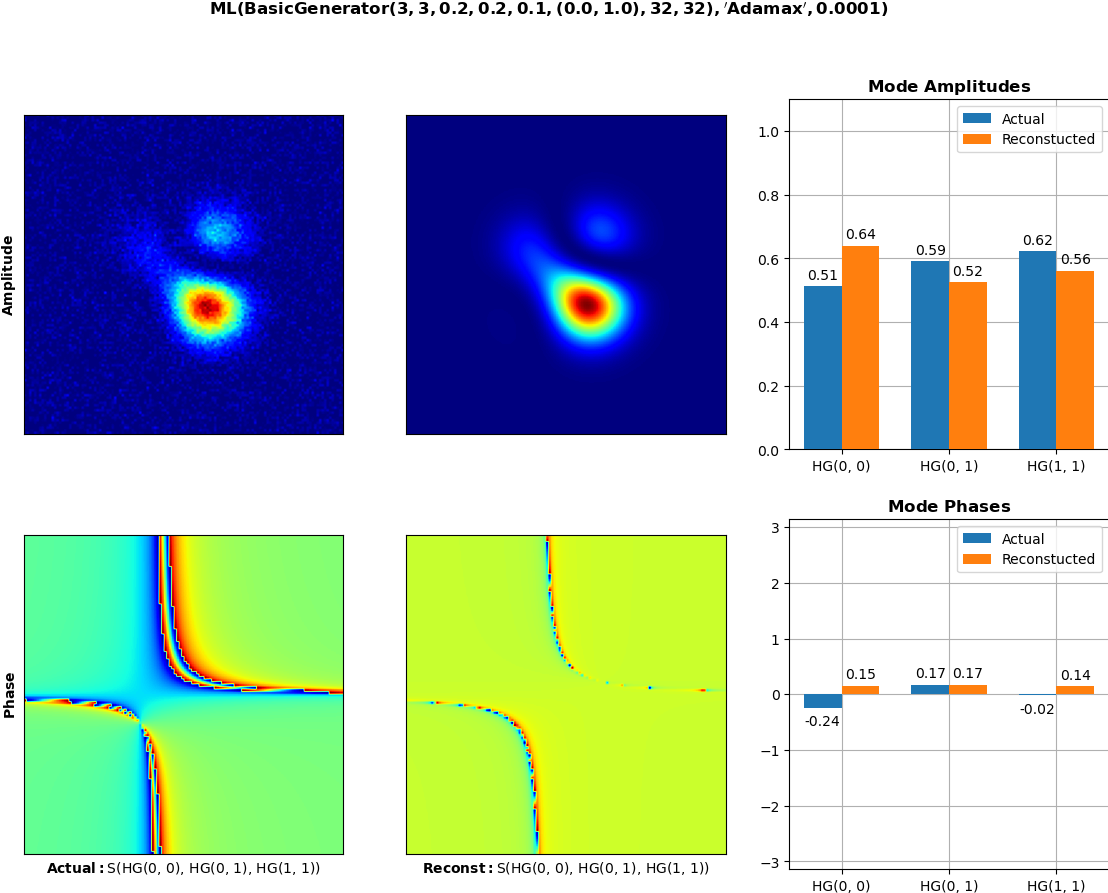 ML(BasicGenerator(3, 3, 0.2, 0.2, 0.1, (0.0, 1.0), 32, 32), ′Adamax′, 0.0001)
Amplitude
Mode Amplitudes
Actual
Reconstucted
1.0
0.8
0.6
0.4
0.2
0.0
0.51
0.64
0.59
0.52
0.62
0.56
HG(0, 0)
HG(0, 1)
HG(1, 1)
Phase
Actual: S(HG(0, 0), HG(0, 1), HG(1, 1))
Reconst: S(HG(0, 0), HG(0, 1), HG(1, 1))
Mode Phases
Actual
Reconstucted
3
2
1
0
−1
−2
−3
-0.24
0.15
0.17
0.17
-0.02
0.14
HG(0, 0)
HG(0, 1)
HG(1, 1)